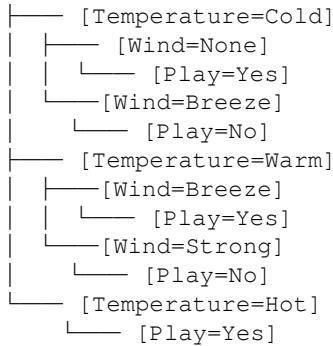 ├─── [Temperature=Cold]
│  ├─── [Wind=None]
│  │  └─── [Play=Yes]
│  └───[Wind=Breeze]
│     └─── [Play=No]
├─── [Temperature=Warm]
│  ├───[Wind=Breeze]
│  │  └─── [Play=Yes]
│  └───[Wind=Strong]
│     └─── [Play=No]
└─── [Temperature=Hot]
    └─── [Play=Yes]